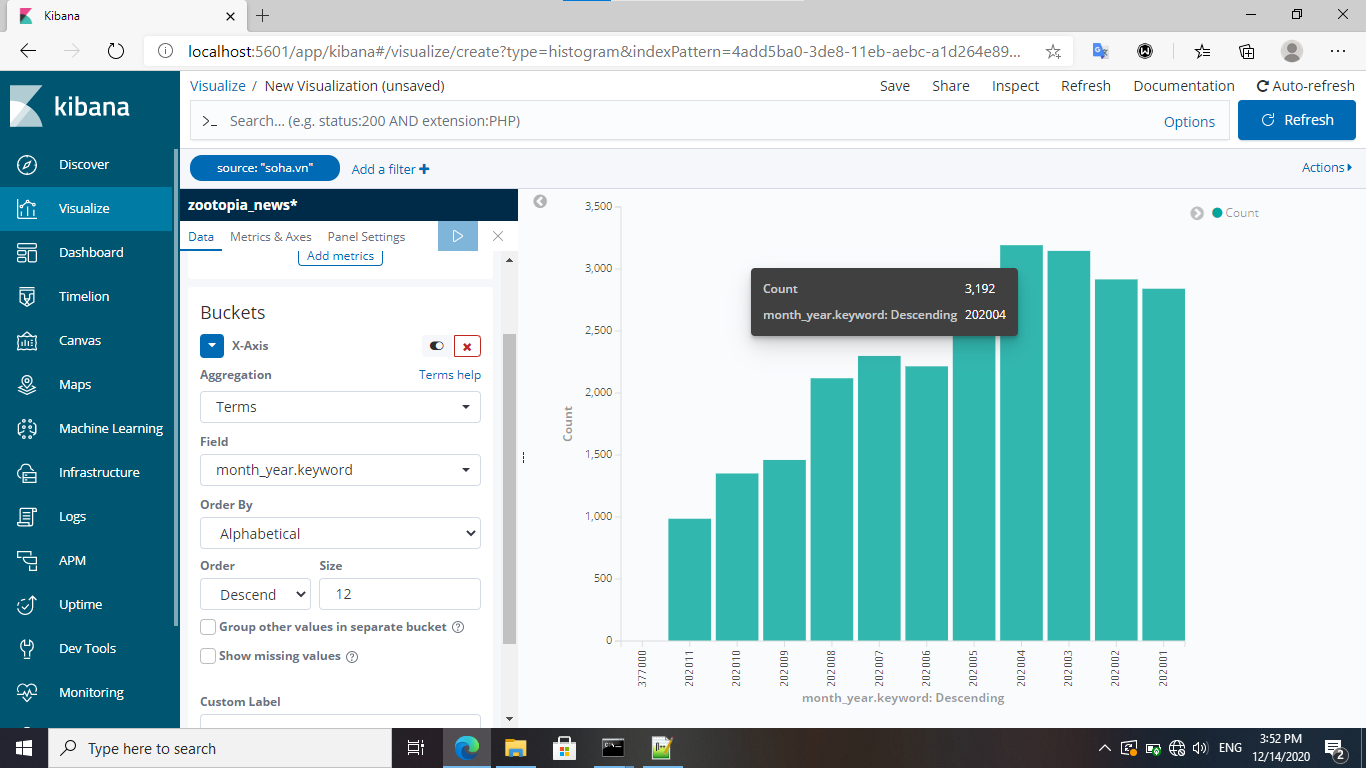 Kibana
localhost:5601/app/kibana#/visualize/create?type=histogram&indexPattern=4add5ba0-3de8-11eb-aebc-a1d264e89...
kibana
Discover
Visualize
Dashboard
Timelion
Canvas
Maps
Machine Learning
Infrastructure
Logs
APM
Uptime
Dev Tools
Monitoring
Visualize / New Visualization (unsaved)
Save Share Inspect Refresh Documentation Auto-refresh
>_ Search... (e.g. status:200 AND extension:PHP)
Options
Refresh
source: "soha.vn"
Add a filter +
Actions
zootopia_news*
Data Metrics & Axes Panel Settings
Add metrics
Buckets
X-Axis
Aggregation Terms help
Terms
Field
month_year.keyword
Order By
Alphabetical
Order Size
Descend 12
Group other values in separate bucket
Show missing values
Custom Label
Count
3,500
3,000
2,500
2,000
1,500
1,000
500
0
Count
Count 3,192
month_year.keyword: Descending 202004
377000
202011
202010
202009
202008
202007
202006
202005
202004
202003
202002
202001
month_year.keyword: Descending
Type here to search
ENG
3:52 PM
12/14/2020
2